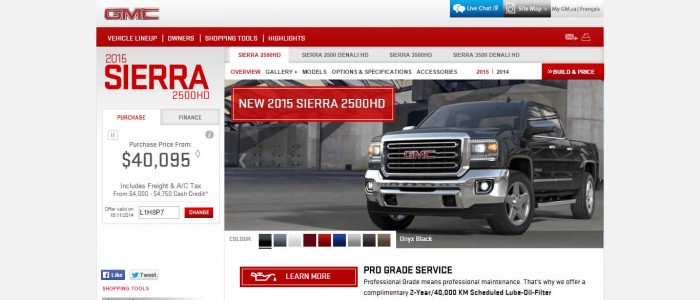 GMC
Live Chat
Site Map
My GM.ca | Français
VEHICLE LINEUP | OWNERS | SHOPPING TOOLS | HIGHLIGHTS
2015
SIERRA
2500HD
SIERRA 2500HD SIERRA 2500 DENALI HD SIERRA 3500HD SIERRA 3500 DENALI HD
OVERVIEW GALLERY + MODELS OPTIONS & SPECIFICATIONS ACCESSORIES 2015 | 2014 »BUILD & PRICE
PURCHASE FINANCE
Purchase Price From:
$40,095 ◊
Includes Freight & A/C Tax
From $4,000 - $4,750 Cash Credit^
Offer valid on
15/11/2014
L1H8P7
CHANGE
NEW 2015 SIERRA 2500HD
GMC
COLOUR:
Onyx Black
Like
Tweet
SHOPPING TOOLS
LEARN MORE
PRO GRADE SERVICE
Professional Grade means professional maintenance. That's why we offer a
complimentary 2-Year/40,000 KM Scheduled Lube-Oil-Filter